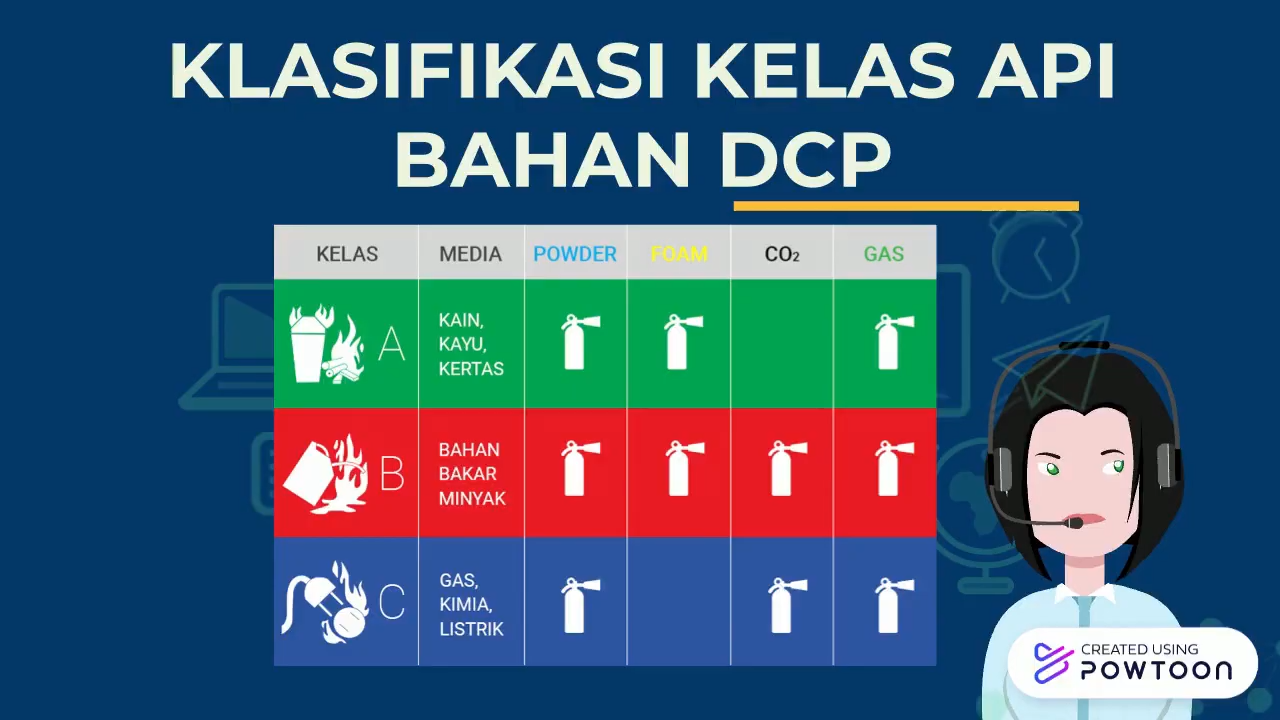 KLASIFIKASI KELAS API
BAHAN DCP
KELAS MEDIA POWDER FOAM CO₂ GAS
A
KAIN,
KAYU,
KERTAS
B
BAHAN
BAKAR
MINYAK
C
GAS,
KIMIA,
LISTRIK
CREATED USING
POWTOON